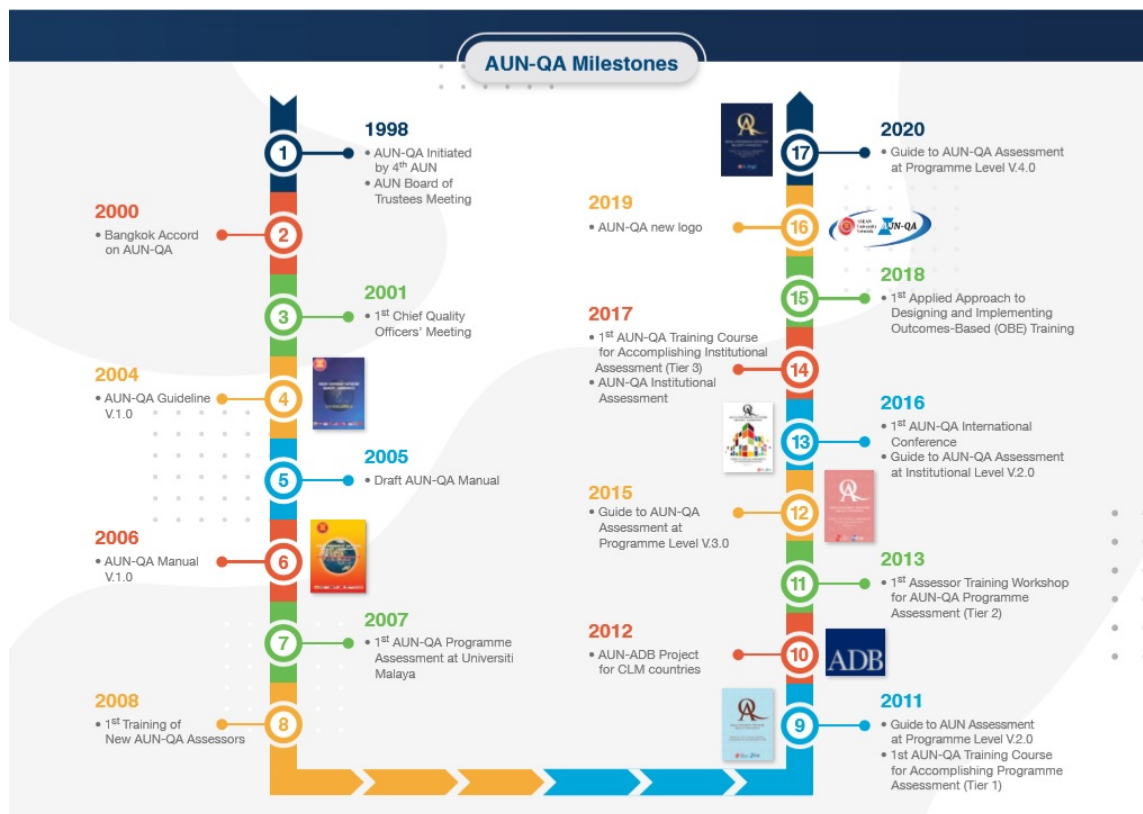 AUN-QA Milestones
1
1998
• AUN-QA Initiated
by 4th AUN
• AUN Board of
Trustees Meeting
2000
• Bangkok Accord
on AUN-QA
2
3
2001
• 1st Chief Quality
Officers' Meeting
2004
• AUN-QA Guideline
V.1.0
4
5
2005
• Draft AUN-QA Manual
2006
• AUN-QA Manual
V.1.0
6
7
2007
• 1st AUN-QA Programme
Assessment at Universiti
Malaya
2008
• 1st Training of
New AUN-QA Assessors
8
9
2011
• Guide to AUN Assessment
at Programme Level V.2.0
• 1st AUN-QA Training Course
for Accomplishing Programme
Assessment (Tier 1)
QA
2012
• AUN-ADB Project
for CLM countries
10
ADB
11
2013
• 1st Assessor Training Workshop
for AUN-QA Programme
Assessment (Tier 2)
2015
• Guide to AUN-QA
Assessment at
Programme Level V.3.0
12
QA
13
2016
• 1st AUN-QA International
Conference
• Guide to AUN-QA Assessment
at Institutional Level V.2.0
QA
2017
• 1st AUN-QA Training Course
for Accomplishing Institutional
Assessment (Tier 3)
• AUN-QA Institutional
Assessment
14
15
2018
• 1st Applied Approach to
Designing and Implementing
Outcomes-Based (OBE) Training
2019
• AUN-QA new logo
16
ASEAN
University
Network
AUN-QA
QA
17
2020
• Guide to AUN-QA Assessment
at Programme Level V.4.0